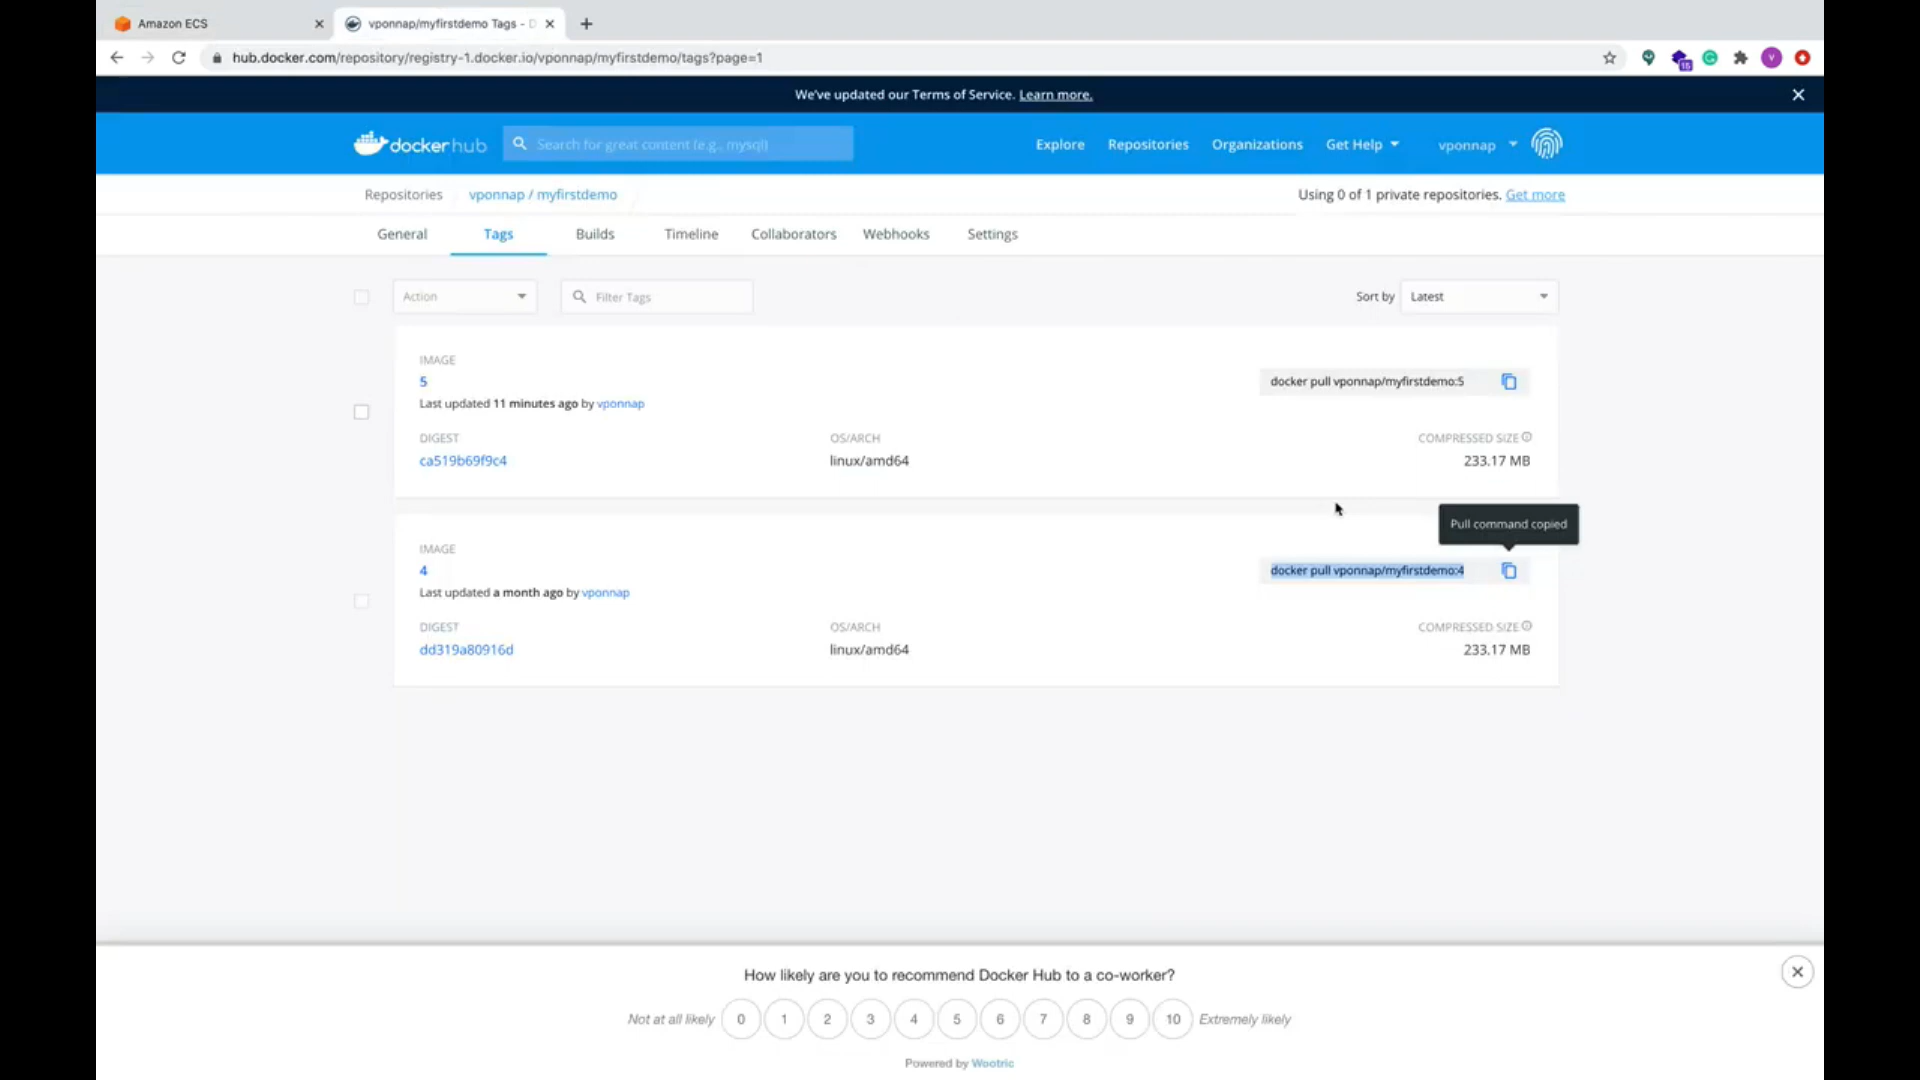 Amazon ECS
vponnap/myfirstdemo Tags - D
hub.docker.com/repository/registry-1.docker.io/vponnap/myfirstdemo/tags?page=1
15
V
We've updated our Terms of Service. Learn more.
dockerhub
Search for great content (e.g., mysql)
Explore
Repositories
Organizations
Get Help
vponnap
Repositories
vponnap / myfirstdemo
Using 0 of 1 private repositories. Get more
General
Tags
Builds
Timeline
Collaborators
Webhooks
Settings
Action
Filter Tags
Sort by
Latest
IMAGE
5
docker pull vponnap/myfirstdemo:5
Last updated 11 minutes ago by vponnap
DIGEST
OS/ARCH
COMPRESSED SIZE
ca519b69f9c4
linux/amd64
233.17 MB
Pull command copied
IMAGE
4
docker pull vponnap/myfirstdemo:4
Last updated a month ago by vponnap
DIGEST
OS/ARCH
COMPRESSED SIZE
dd319a80916d
linux/amd64
233.17 MB
How likely are you to recommend Docker Hub to a co-worker?
Not at all likely 0 1 2 3 4 5 6 7 8 9 10 Extremely likely
Powered by Wootric